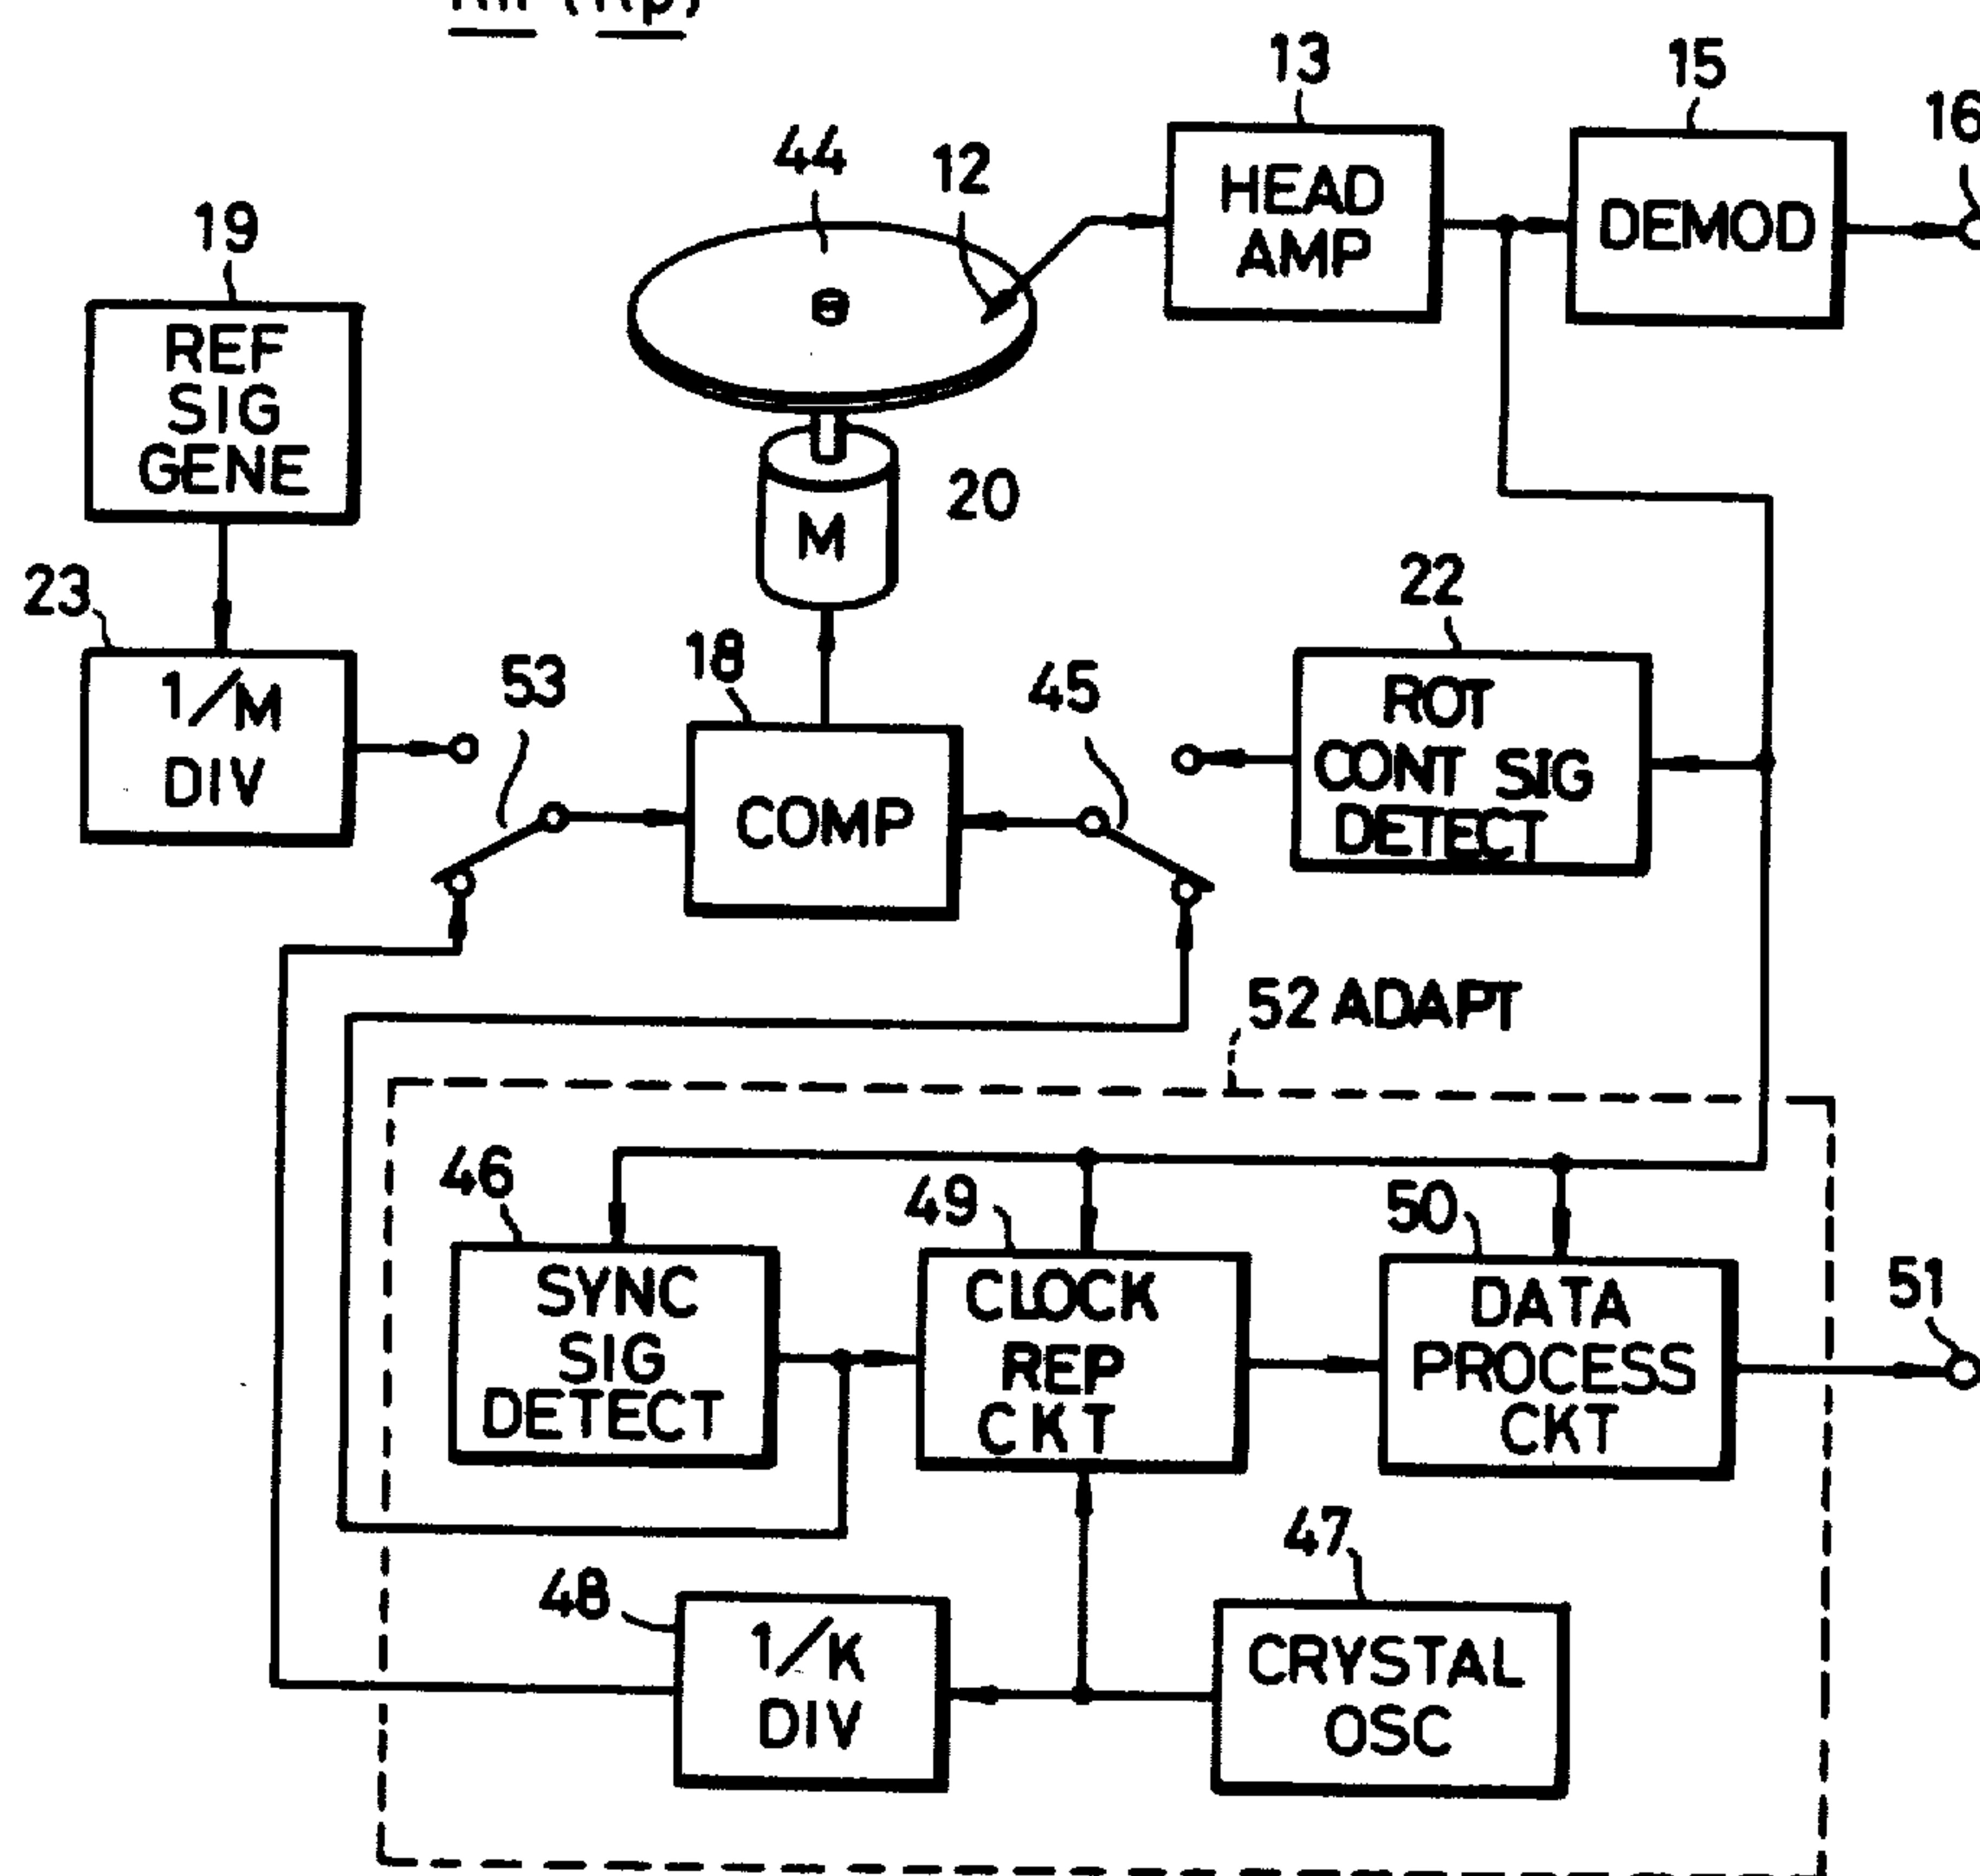 13
15
16
44
12
HEAD
AMP
DEMOD
19
REF
SIG
GENE
20
M
22
23
1/M
DIV
53
18
COMP
45
ROT
CONT SIG
DETECT
52 ADAPT
46
49
50
51
SYNC
SIG
DETECT
CLOCK
REP
CKT
DATA
PROCESS
CKT
47
48
1/K
DIV
CRYSTAL
OSC